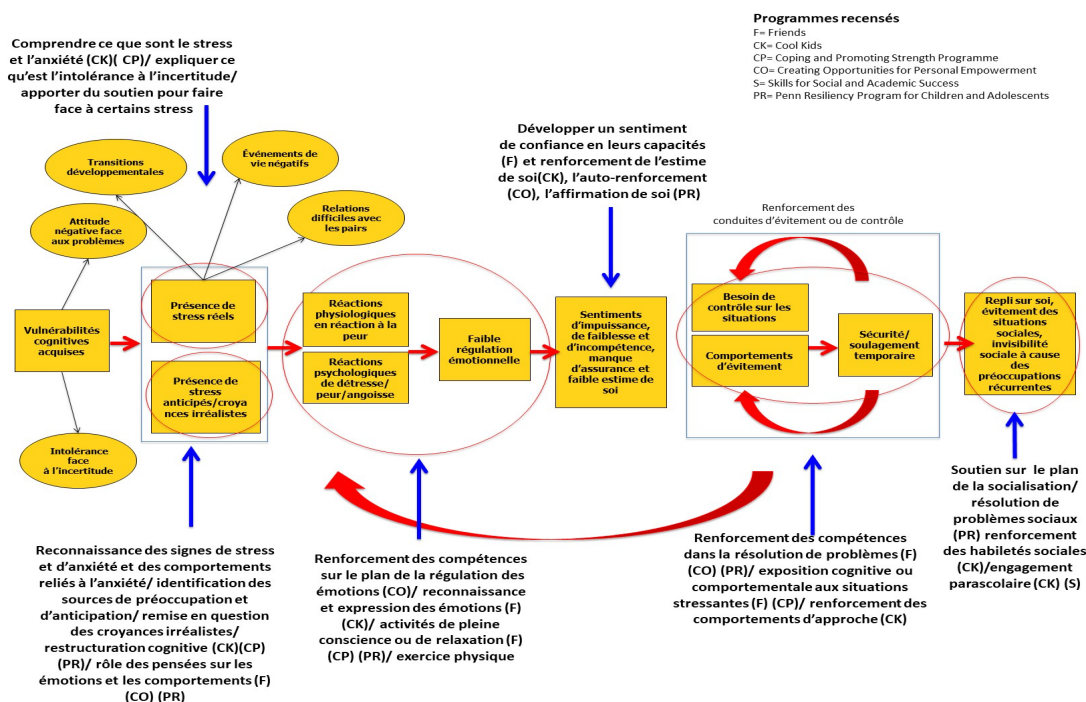 Programmes recensés
F= Friends
CK= Cool Kids
CP= Coping and Promoting Strength Programme
CO= Creating Opportunities for Personal Empowerment
S= Skills for Social and Academic Success
PR= Penn Resiliency Program for Children and Adolescents
Comprendre ce que sont le stress
et l’anxiété (CK)( CP)/ expliquer ce
qu’est l’intolérance à l’incertitude/
apporter du soutien pour faire
face à certains stress
Développer un sentiment
de confiance en leurs capacités
(F) et renforcement de l’estime
de soi(CK), l’auto-renforcement
(CO), l’affirmation de soi (PR)
Transitions
développementales
Événements de
vie négatifs
Attitude
négative face
aux problèmes
Relations
difficiles avec
les pairs
Renforcement des
conduites d’évitement ou de contrôle
Vulnérabilités
cognitives
acquises
Présence de
stress réels
Présence de
stress
anticipés/croya
nces irréalistes
Intolérance
face
à l’incertitude
Réactions
physiologiques
en réaction à la
peur
Réactions
psychologiques
de détresse/
peur/angoisse
Faible
régulation
émotionnelle
Sentiments
d’impuissance,
de faiblesse et
d’incompétence,
manque
d’assurance et
faible estime de
soi
Besoin de
contrôle sur les
situations
Comportements
d’évitement
Sécurité/
soulagement
temporaire
Repli sur soi,
évitement des
situations
sociales,
invisibilité
sociale à cause
des
préoccupations
récurrentes
Reconnaissance des signes de stress
et d’anxiété et des comportements
reliés à l’anxiété/ identification des
sources de préoccupation et
d’anticipation/ remise en question
des croyances irréalistes/
restructuration cognitive (CK)(CP)
(PR)/ rôle des pensées sur les
émotions et les comportements (F)
(CO) (PR)
Renforcement des compétences
sur le plan de la régulation des
émotions (CO)/ reconnaissance
et expression des émotions (F)
(CK)/ activités de pleine
conscience ou de relaxation (F)
(CP) (PR)/ exercice physique
Renforcement des compétences
dans la résolution de problèmes (F)
(CO) (PR)/ exposition cognitive ou
comportementale aux situations
stressantes (F) (CP)/ renforcement des
comportements d’approche (CK)
Soutien sur le plan
de la socialisation/
résolution de
problèmes sociaux
(PR) renforcement
des habiletés sociales
(CK)/engagement
parascolaire (CK) (S)